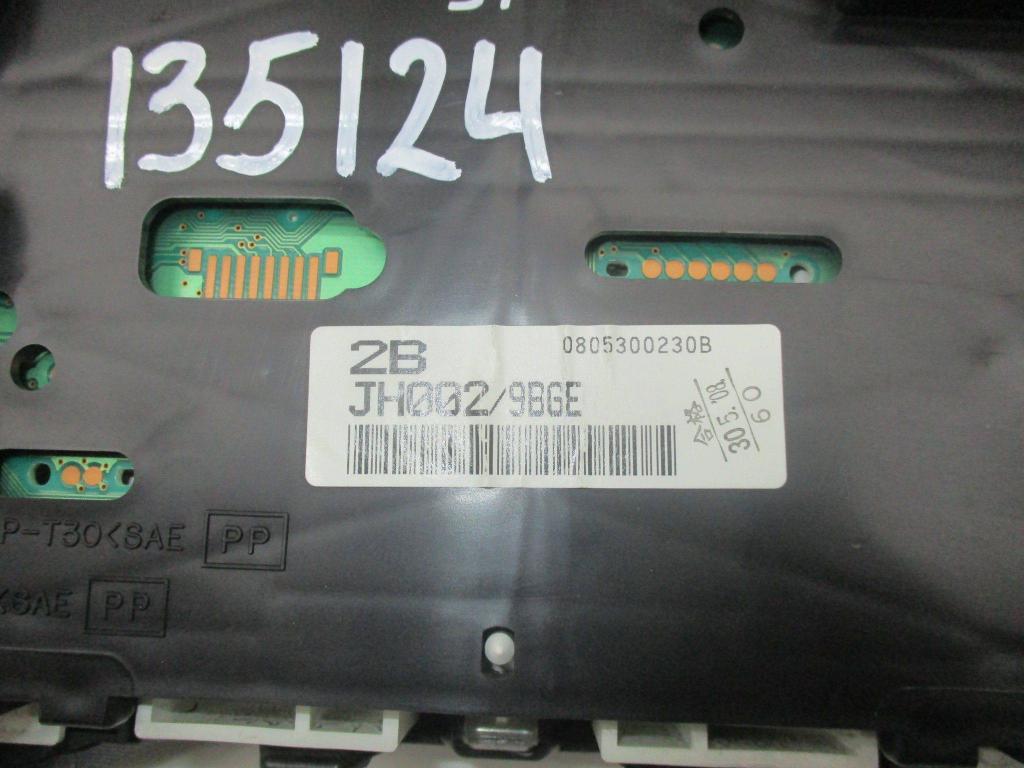 135124
2B
0805300230B
JH002/9BGE
合格
30 5.'08
60
P-T30<SAE PP
<SAE PP